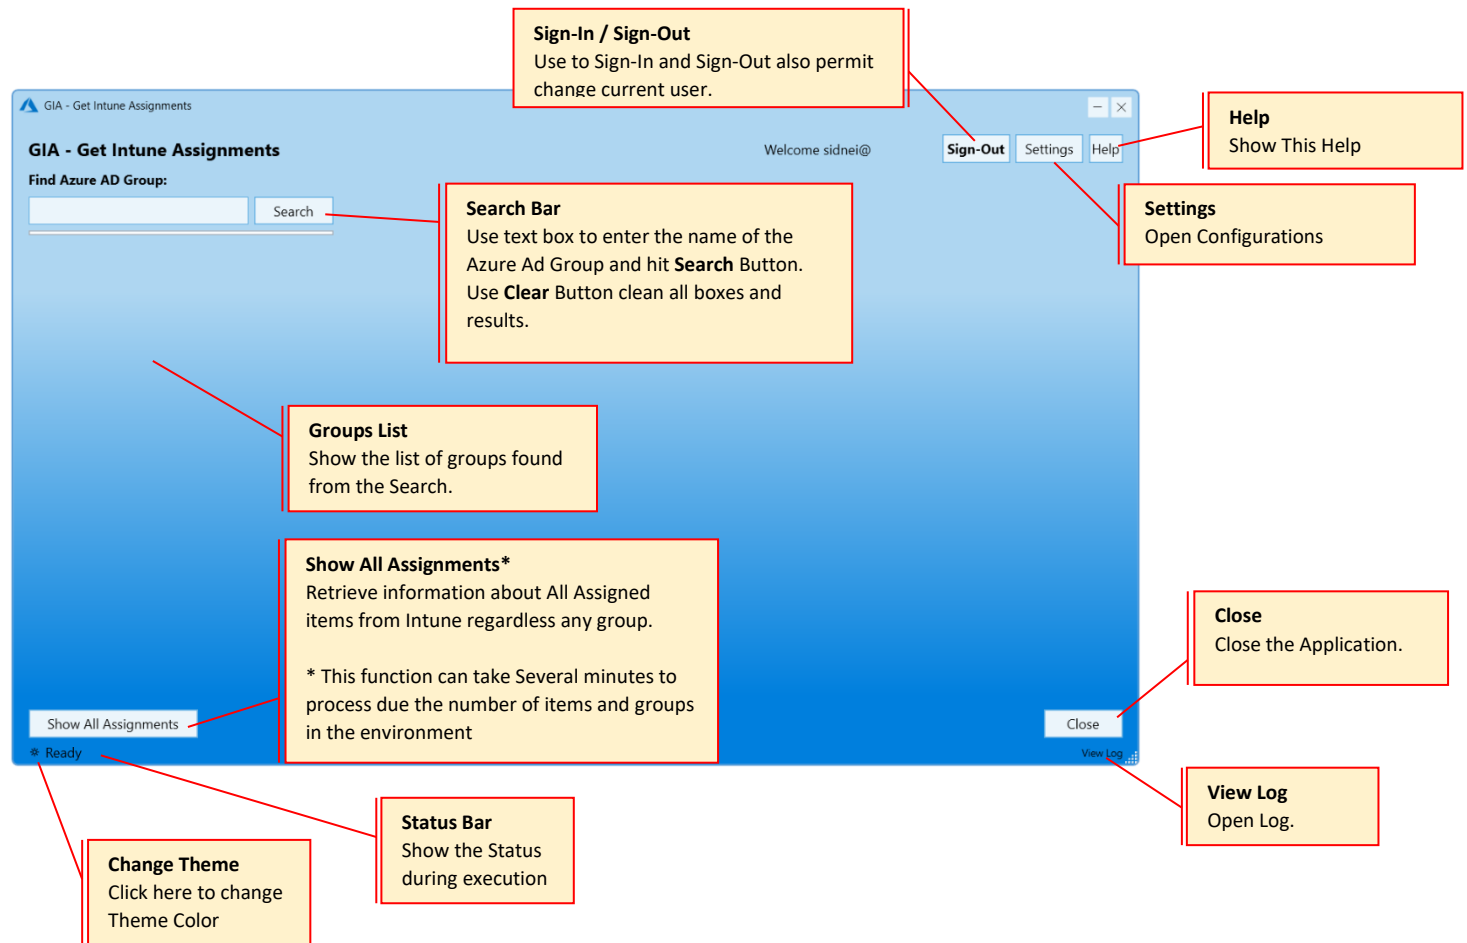 Sign-In / Sign-Out
Use to Sign-In and Sign-Out also permit
change current user.
GIA - Get Intune Assignments
GIA - Get Intune Assignments
Welcome sidnei@
Sign-Out
Settings
Help
Help
Show This Help
Find Azure AD Group:
Search
Search Bar
Use text box to enter the name of the
Azure Ad Group and hit Search Button.
Use Clear Button clean all boxes and
results.
Settings
Open Configurations
Groups List
Show the list of groups found
from the Search.
Show All Assignments*
Retrieve information about All Assigned
items from Intune regardless any group.
* This function can take Several minutes to
process due the number of items and groups
in the environment
Close
Close the Application.
Show All Assignments
Close
Ready
View Log
View Log
Open Log.
Status Bar
Show the Status
during execution
Change Theme
Click here to change
Theme Color